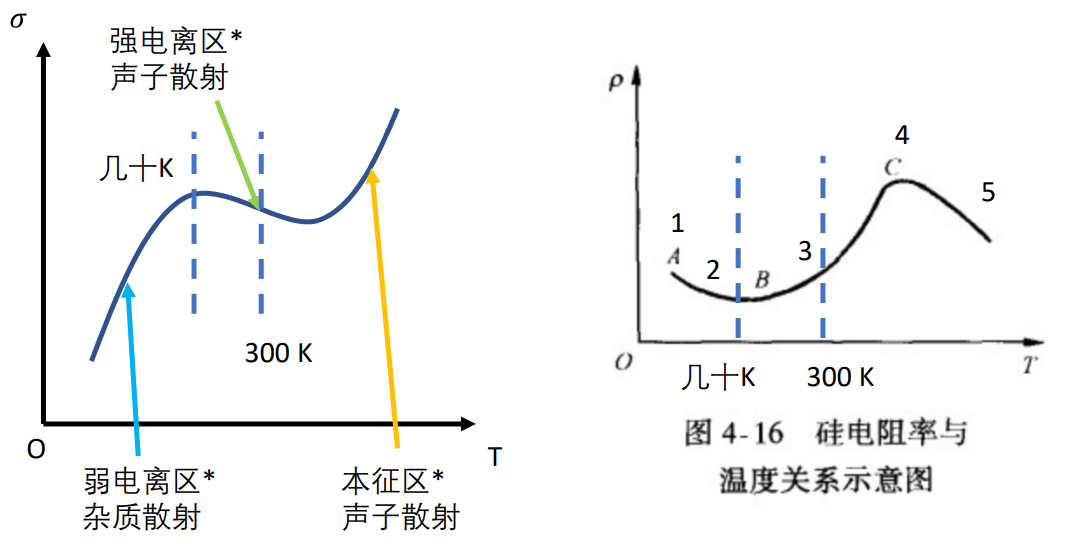 σ
强电离区*
声子散射
几十K
300 K
O
T
弱电离区*
杂质散射
本征区*
声子散射
ρ
4
C
5
1
A
2
B
3
O
T
几十K
300 K
图 4-16 硅电阻率与
温度关系示意图